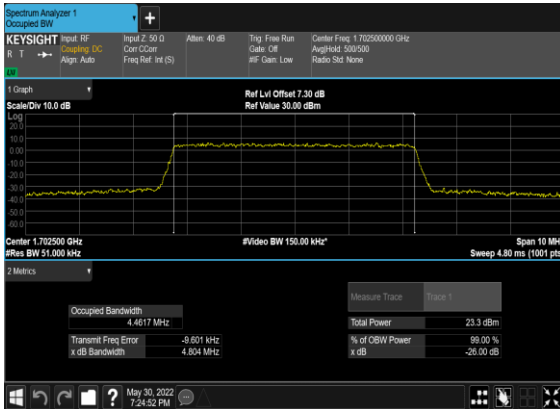 Spectrum Analyzer 1
Occupied BW
+
KEYSIGHT Input: RF Input Z: 50 Ω Atten: 40 dB Trig: Free Run Center Freq: 1.702500000 GHz
R T Coupling: DC Corr CCorr Gate: Off Avg|Hold: 500/500
Align: Auto Freq Ref: Int (S) #IF Gain: Low Radio Std: None
1 Graph
Ref Lvl Offset 7.30 dB
Scale/Div 10.0 dB Ref Value 30.00 dBm
Log
20.0
10.0
0.00
-10.0
-20.0
-30.0
-40.0
-50.0
-60.0
Center 1.702500 GHz #Video BW 150.00 kHz* Span 10 MH
#Res BW 51.000 kHz Sweep 4.80 ms (1001 pts
2 Metrics
Measure Trace Trace 1
Occupied Bandwidth
4.4617 MHz Total Power 23.3 dBm
Transmit Freq Error -9.601 kHz % of OBW Power 99.00 %
x dB Bandwidth 4.804 MHz x dB -26.00 dB
? May 30, 2022
7:24:52 PM